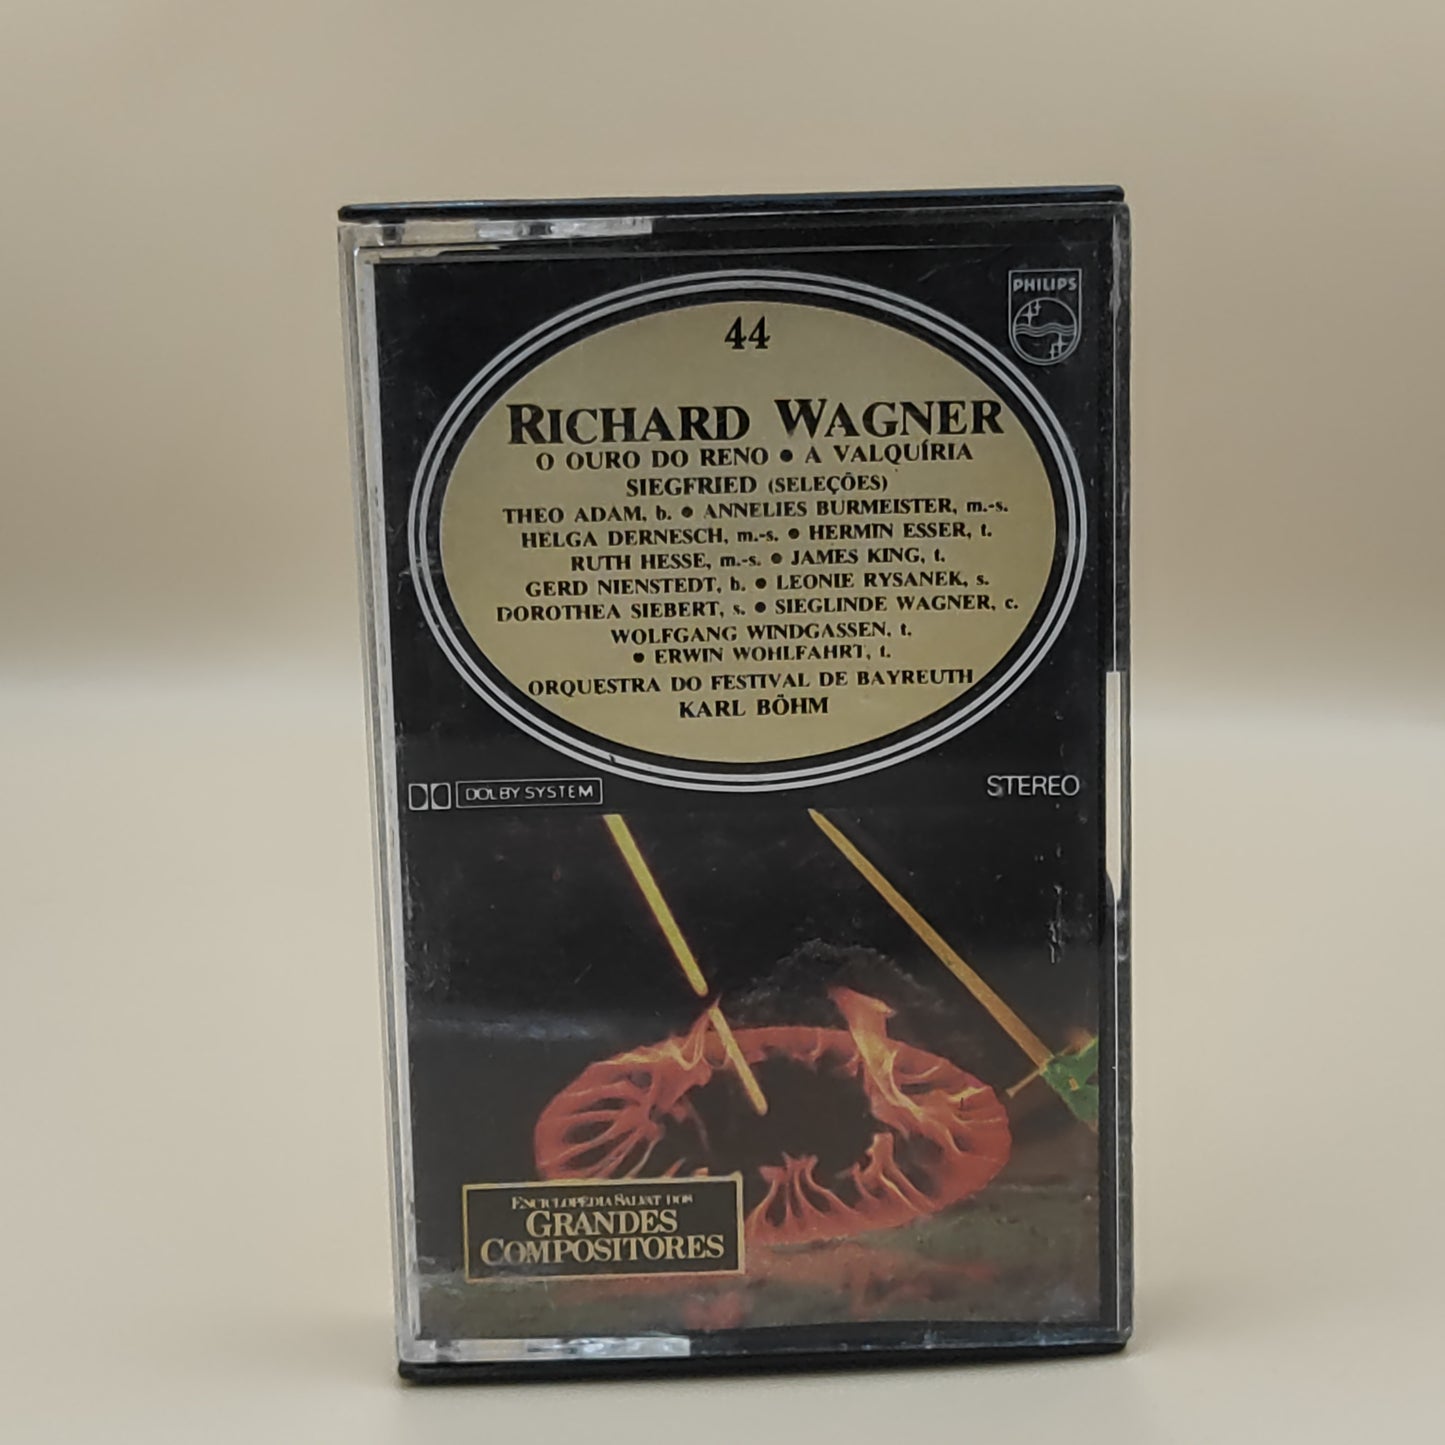 PHILIPS
44
RICHARD WAGNER
O OURO DO RENO • A VALQUÍRIA
SIEGFRIED (SELEÇÕES)
THEO ADAM, b. • ANNELIES BURMEISTER, m.-s.
HELGA DERNESCH, m.-s. • HERMIN ESSER, t.
RUTH HESSE, m.-s. • JAMES KING, t.
GERD NIENSTEDT, b. • LEONIE RYSANEK, s.
DOROTHEA SIEBERT, s. • SIEGLINDE WAGNER, c.
WOLFGANG WINDGASSEN, t.
• ERWIN WOHLFAHRT, t.
ORQUESTRA DO FESTIVAL DE BAYREUTH
KARL BÖHM
DOLBY SYSTEM
STEREO
ENCICLOPÉDIA SALVAT DOS
GRANDES
COMPOSITORES